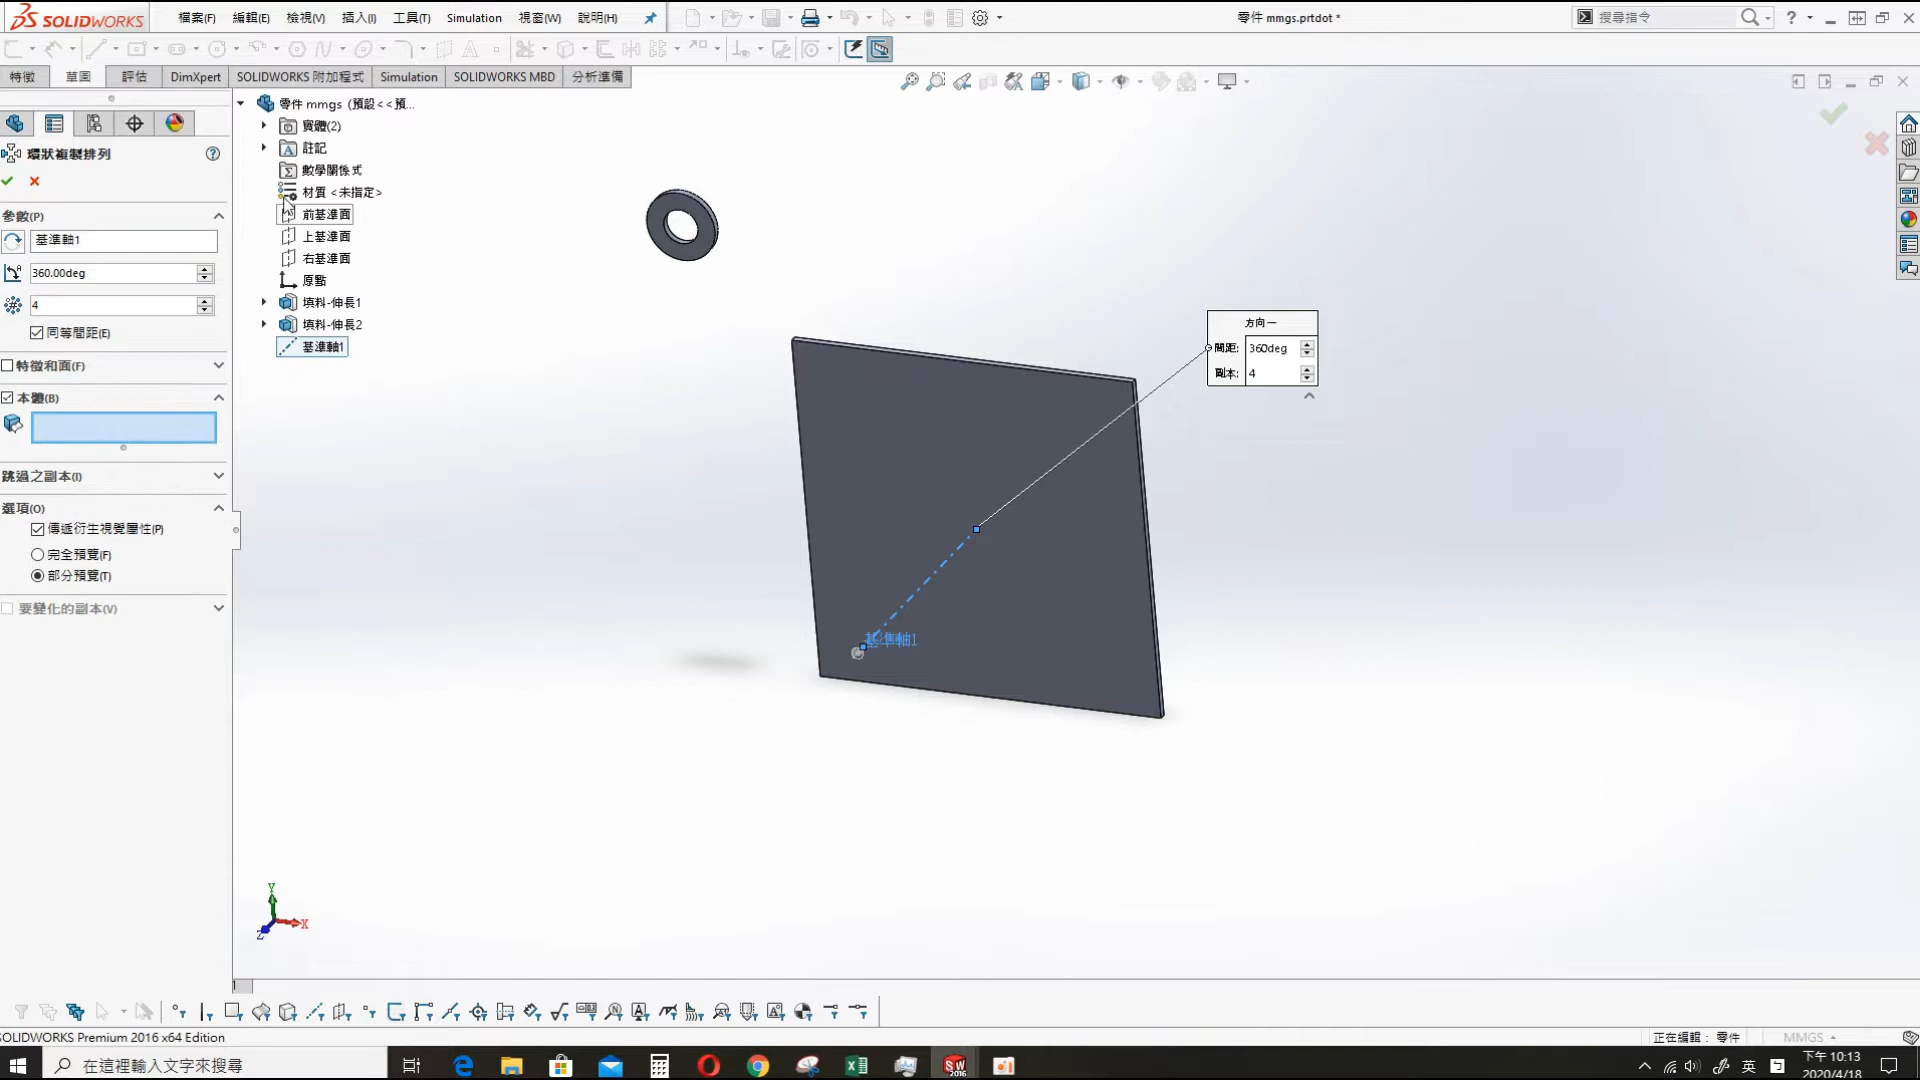 SOLIDWORKS
檔案(F) 編輯(E) 檢視(V) 插入(I) 工具(T) Simulation 視窗(W) 說明(H)
零件 mmgs.prtdot *
搜尋指令
特徵 草圖 評估 DimXpert SOLIDWORKS 附加程式 Simulation SOLIDWORKS MBD 分析準備
零件 mmgs (預設<<預...
實體(2)
註記
數學關係式
材質 <未指定>
前基準面
上基準面
右基準面
原點
填料-伸長1
填料-伸長2
基準軸1
環狀複製排列
參數(P)
基準軸1
360.00deg
4
同等間距(E)
特徵和面(F)
本體(B)
跳過之副本(I)
選項(O)
傳遞衍生視覺屬性(P)
完全預覽(F)
部分預覽(T)
要變化的副本(V)
方向一
間距: 360deg
副本: 4
基準軸1
Y
X
Z
SOLIDWORKS Premium 2016 x64 Edition
正在編輯: 零件
MMGS
在這裡輸入文字來搜尋
英
下午 10:13
2020/4/18